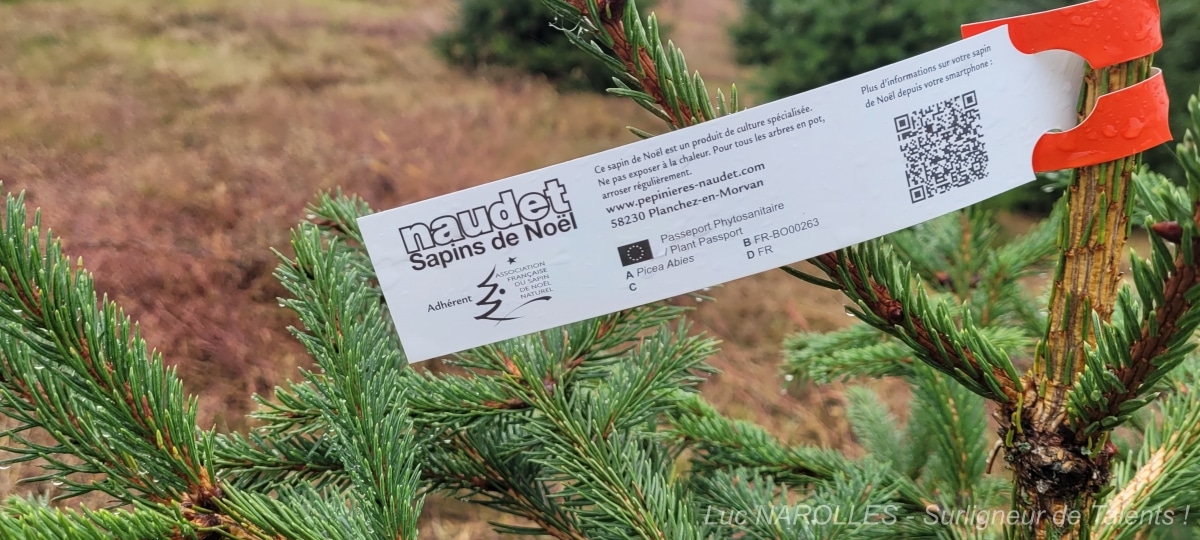 naudet
Sapins de Noël
Adhérent
ASSOCIATION
FRANÇAISE
DU SAPIN
DE NOËL
NATUREL
Ce sapin de Noël est un produit de culture spécialisée.
Ne pas exposer à la chaleur. Pour tous les arbres en pot,
arroser régulièrement.
www.pepinieres-naudet.com
58230 Planchez-en-Morvan
Passeport Phytosanitaire
/ Plant Passport
A Picea Abies
B FR-BO00263
C
D FR
Plus d'informations sur votre sapin
de Noël depuis votre smartphone :
Luc NAROLLES - Surligneur de Talents !